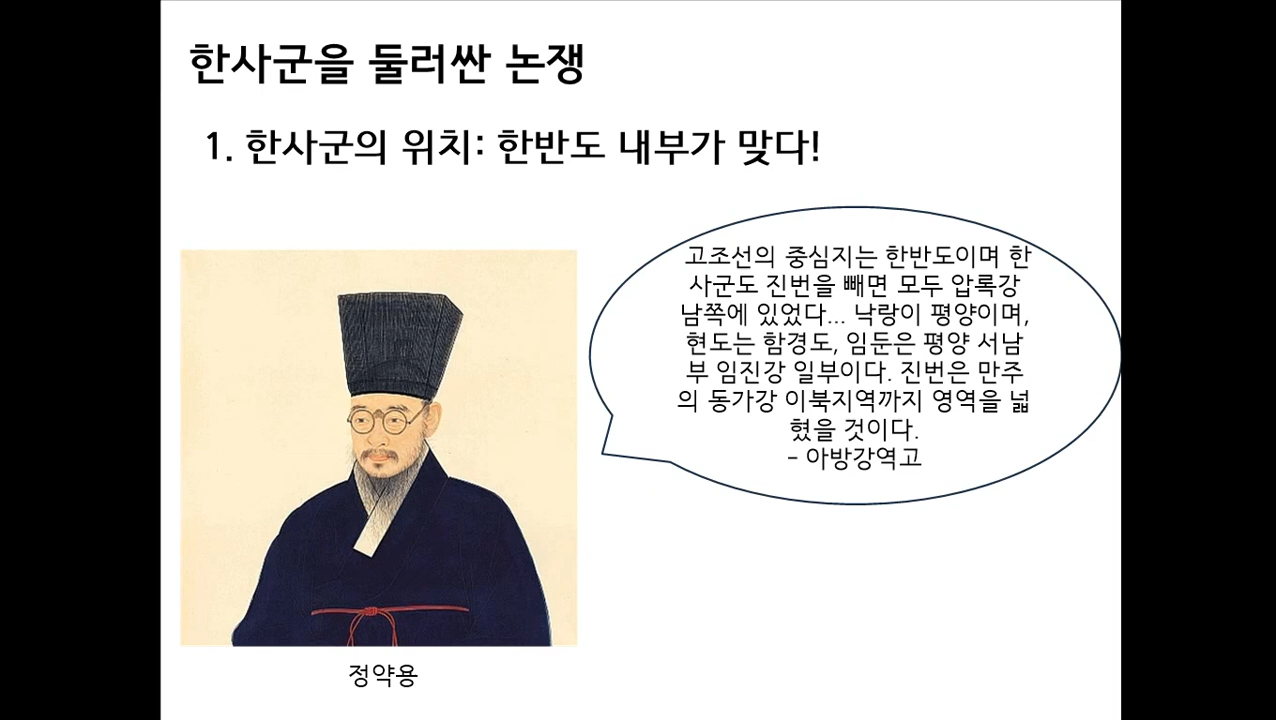 한사군을 둘러싼 논쟁
1. 한사군의 위치: 한반도 내부가 맞다!
고조선의 중심지는 한반도이며 한
사군도 진번을 빼면 모두 압록강
남쪽에 있었다... 낙랑이 평양이며,
현도는 함경도, 임둔은 평양 서남
부 임진강 일부이다. 진번은 만주
의 동가강 이북지역까지 영역을 넓
혔을 것이다.
- 아방강역고
정약용